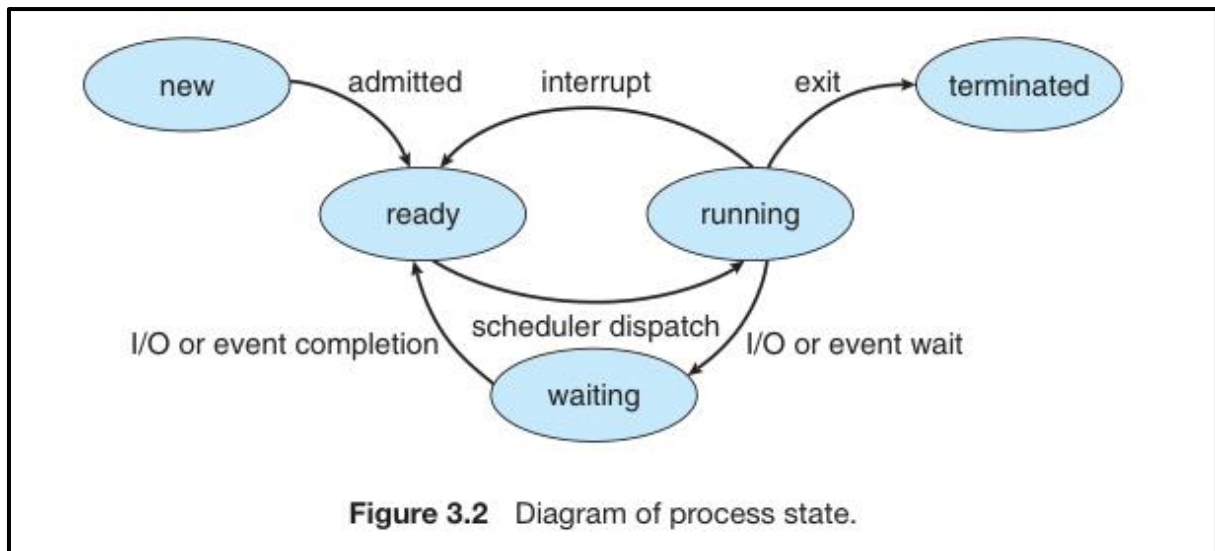 new
admitted
interrupt
exit
terminated
ready
running
scheduler dispatch
I/O or event completion
I/O or event wait
waiting
Figure 3.2 Diagram of process state.